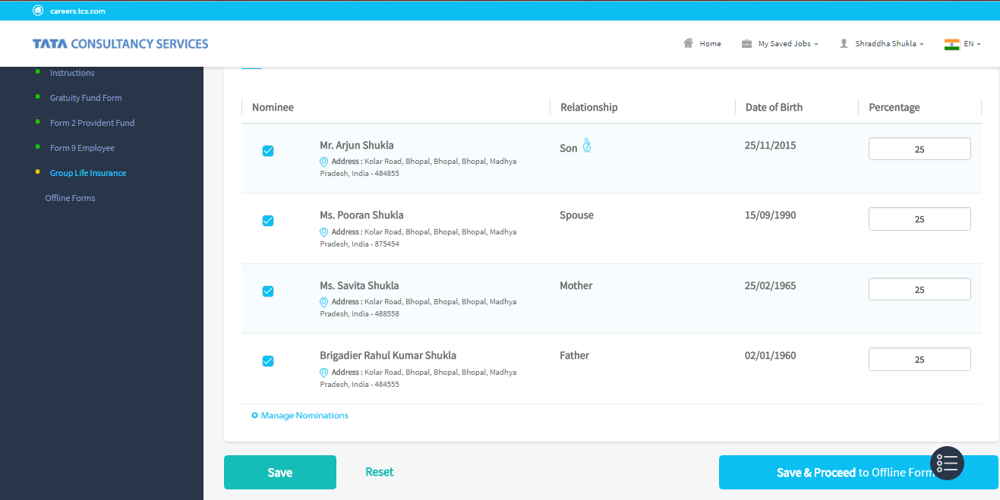 careers.tcs.com
TATA CONSULTANCY SERVICES
Home
My Saved Jobs
Shraddha Shukla
EN
Instructions
Gratuity Fund Form
Form 2 Provident Fund
Form 9 Employee
Group Life Insurance
Offline Forms
Nominee Relationship Date of Birth Percentage
Mr. Arjun Shukla Son 25/11/2015 25
Address : Kolar Road, Bhopal, Bhopal, Bhopal, Madhya
Pradesh, India - 484855
Ms. Pooran Shukla Spouse 15/09/1990 25
Address : Kolar Road, Bhopal, Bhopal, Bhopal, Madhya
Pradesh, India - 875454
Ms. Savita Shukla Mother 25/02/1965 25
Address : Kolar Road, Bhopal, Bhopal, Bhopal, Madhya
Pradesh, India - 488558
Brigadier Rahul Kumar Shukla Father 02/01/1960 25
Address : Kolar Road, Bhopal, Bhopal, Bhopal, Madhya
Pradesh, India - 484555
Manage Nominations
Save Reset Save & Proceed to Offline Form